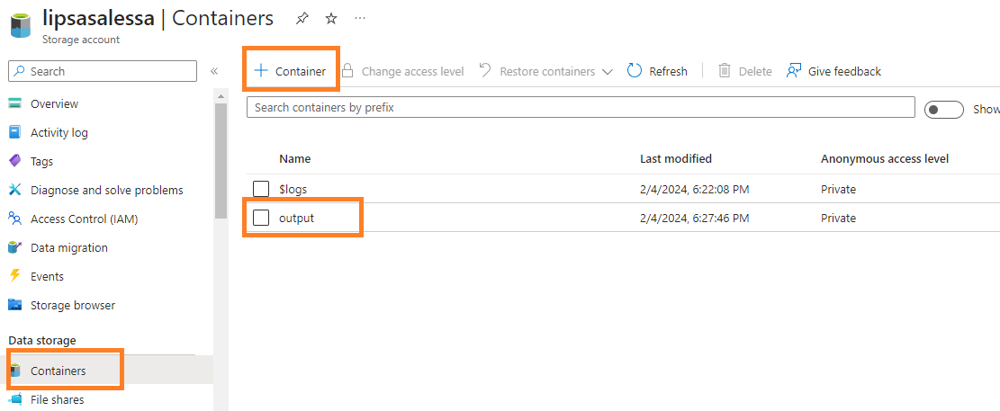 lipsasalessa | Containers
Storage account
Search
Overview
Activity log
Tags
Diagnose and solve problems
Access Control (IAM)
Data migration
Events
Storage browser
Data storage
Containers
File shares
Container
Change access level
Restore containers
Refresh
Delete
Give feedback
Search containers by prefix
Show
Name Last modified Anonymous access level
$logs 2/4/2024, 6:22:08 PM Private
output 2/4/2024, 6:27:46 PM Private